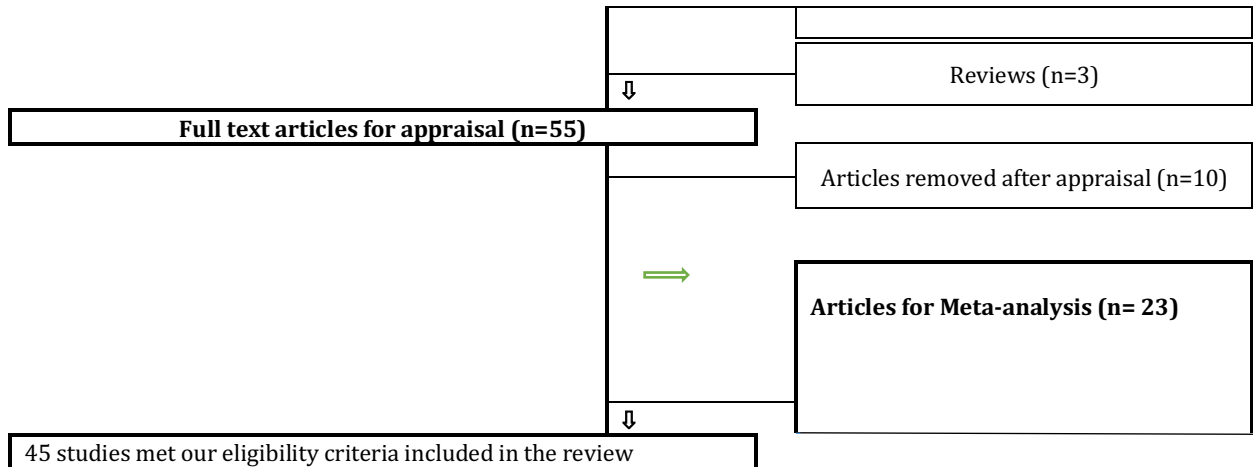 Reviews (n=3)
⇩
Full text articles for appraisal (n=55)
Articles removed after appraisal (n=10)
⟹
Articles for Meta-analysis (n= 23)
⇩
45 studies met our eligibility criteria included in the review